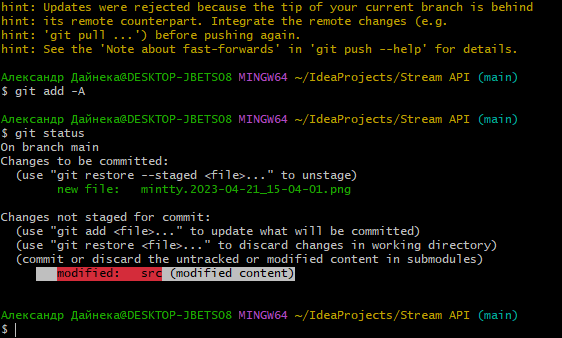 hint: Updates were rejected because the tip of your current branch is behind
hint: its remote counterpart. Integrate the remote changes (e.g.
hint: 'git pull ...') before pushing again.
hint: See the 'Note about fast-forwards' in 'git push --help' for details.

Александр Дайнека@DESKTOP-JBETSO8 MINGW64 ~/IdeaProjects/Stream API (main)
$ git add -A

Александр Дайнека@DESKTOP-JBETSO8 MINGW64 ~/IdeaProjects/Stream API (main)
$ git status
On branch main
Changes to be committed:
  (use "git restore --staged <file>..." to unstage)
        new file:   mintty.2023-04-21_15-04-01.png

Changes not staged for commit:
  (use "git add <file>..." to update what will be committed)
  (use "git restore <file>..." to discard changes in working directory)
  (commit or discard the untracked or modified content in submodules)
        modified:   src (modified content)

Александр Дайнека@DESKTOP-JBETSO8 MINGW64 ~/IdeaProjects/Stream API (main)
$